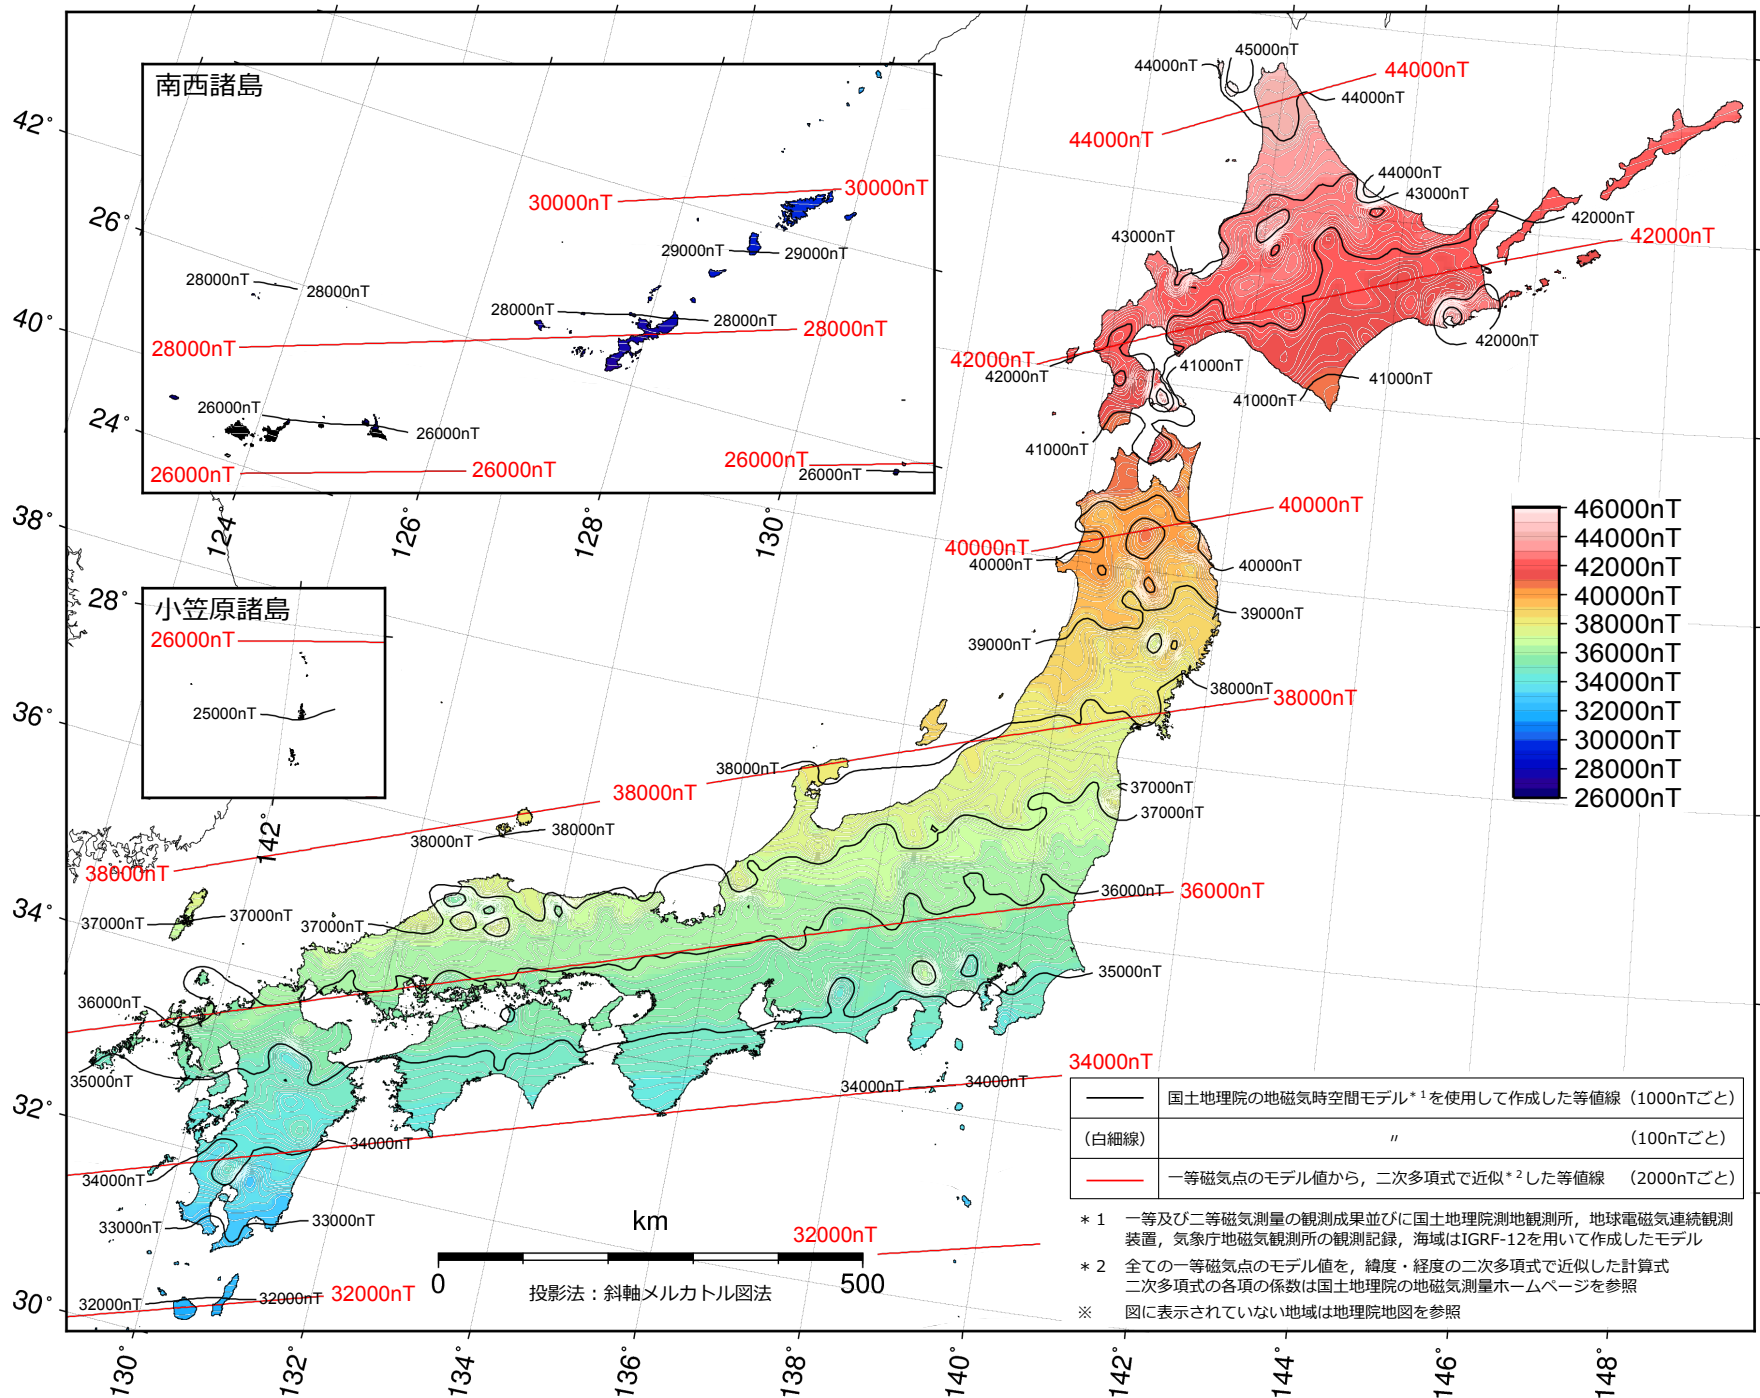 45000nT
44000nT
44000nT
44000nT
44000nT
南西諸島
42°
30000nT
30000nT
44000nT
43000nT
42000nT
26°
29000nT
29000nT
43000nT
42000nT
28000nT
28000nT
28000nT
28000nT
28000nT
28000nT
40°
42000nT
42000nT
41000nT
42000nT
41000nT
41000nT
24°
26000nT
26000nT
41000nT
26000nT
26000nT
26000nT
26000nT
38°
124°
126°
128°
130°
40000nT
40000nT
40000nT
40000nT
46000nT
44000nT
42000nT
40000nT
38000nT
36000nT
34000nT
32000nT
30000nT
28000nT
26000nT
28°
小笠原諸島
26000nT
39000nT
39000nT
25000nT
36°
38000nT
38000nT
38000nT
38000nT
37000nT
37000nT
142°
38000nT
38000nT
38000nT
34°
37000nT
37000nT
37000nT
36000nT
36000nT
35000nT
36000nT
35000nT
34000nT
34000nT
34000nT
32°
34000nT
34000nT
33000nT
33000nT
32000nT
32000nT
32000nT
32000nT
30°
km
0
500
投影法：斜軸メルカトル図法
国土地理院の地磁気時空間モデル*1を使用して作成した等値線（1000nTごと）
（白細線） 〃 （100nTごと）
一等磁気点のモデル値から，二次多項式で近似*2した等値線 （2000nTごと）
＊1 一等及び二等磁気測量の観測成果並びに国土地理院測地観測所，地球電磁気連続観測
装置，気象庁地磁気観測所の観測記録，海域はIGRF-12を用いて作成したモデル
＊2 全ての一等磁気点のモデル値を，緯度・経度の二次多項式で近似した計算式
二次多項式の各項の係数は国土地理院の地磁気測量ホームページを参照
※ 図に表示されていない地域は地理院地図を参照
130°
132°
134°
136°
138°
140°
142°
144°
146°
148°